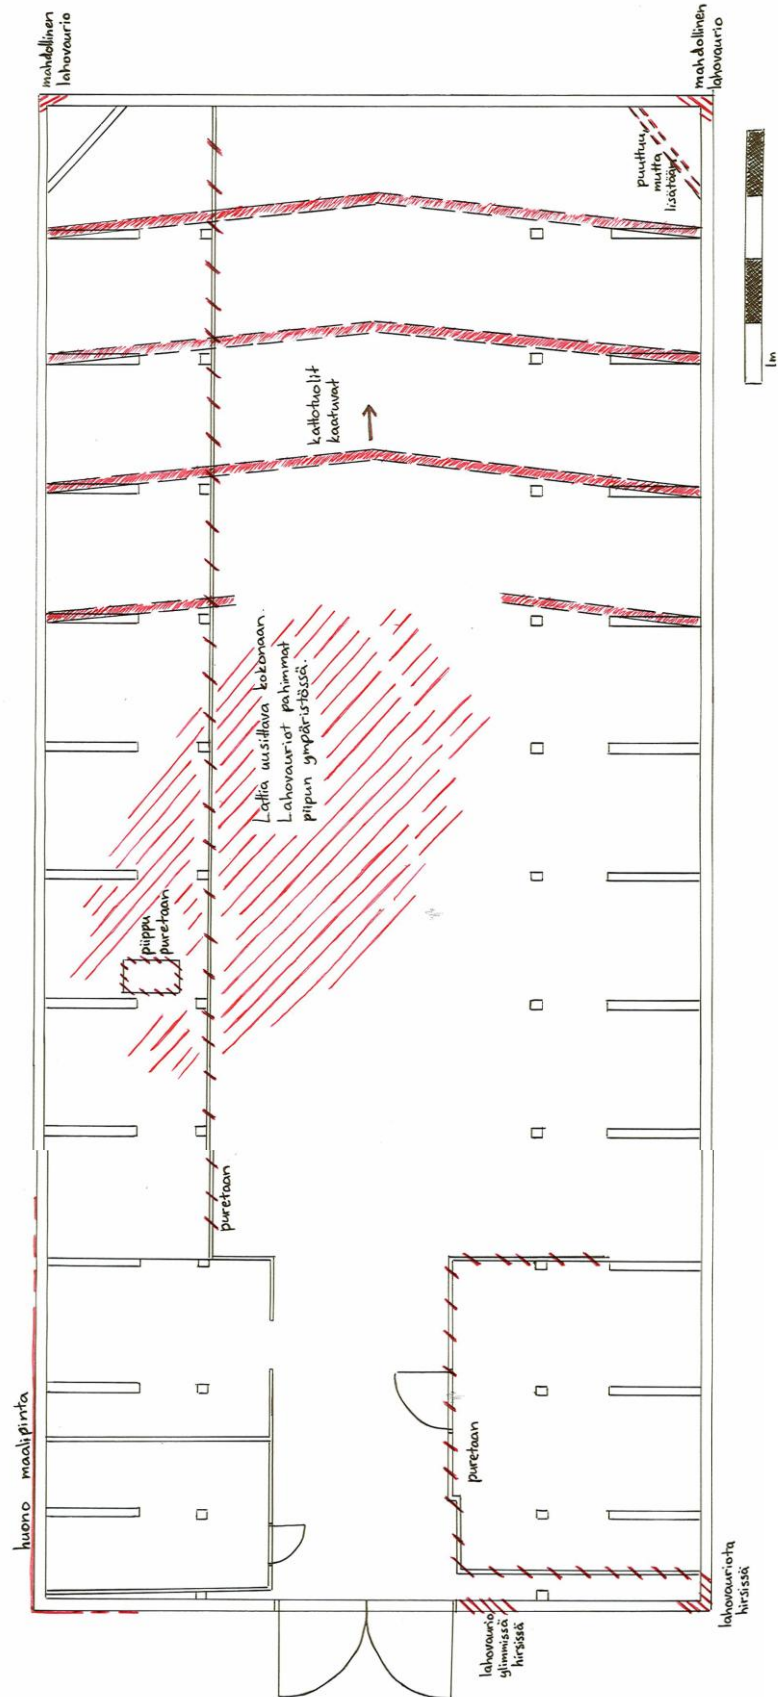 mahdollinen
lahovaurio
mahdollinen
lahovaurio
puuttuu,
mutta
lisätään
1m
kattotuolit
kaatuvat
Lattia uusittava kokonaan.
Lahovauriot pahimmat
piipun ympäristössä.
piippu
puretaan
puretaan
huono maalipinta
puretaan
lahovaurio
ylimmissä
hirsissä
lahovauriota
hirsissä